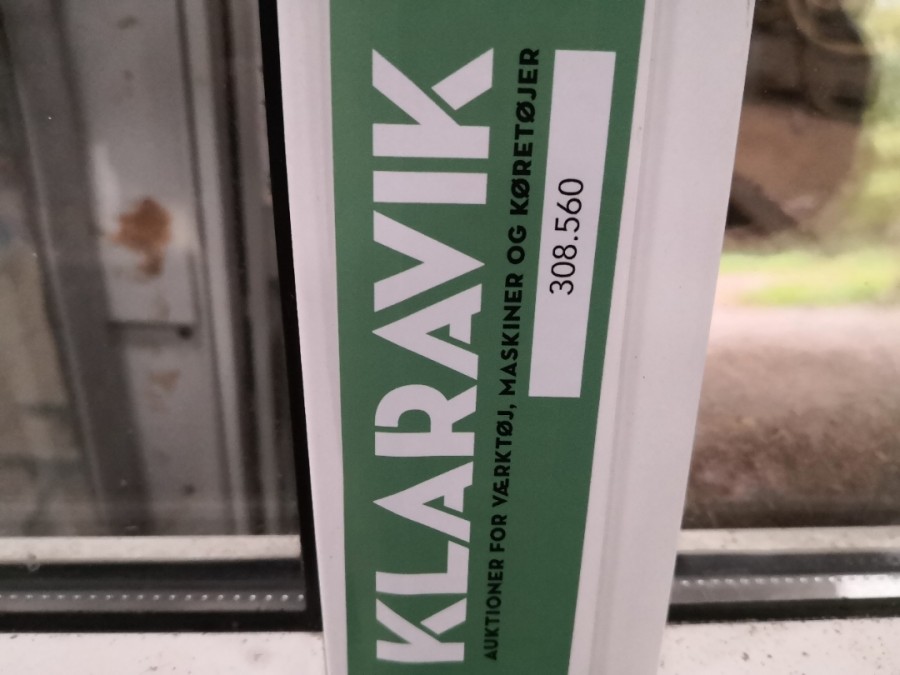 KLARAVIK
AUKTIONER FOR VÆRKTØJ, MASKINER OG KØRETØJER
308.560